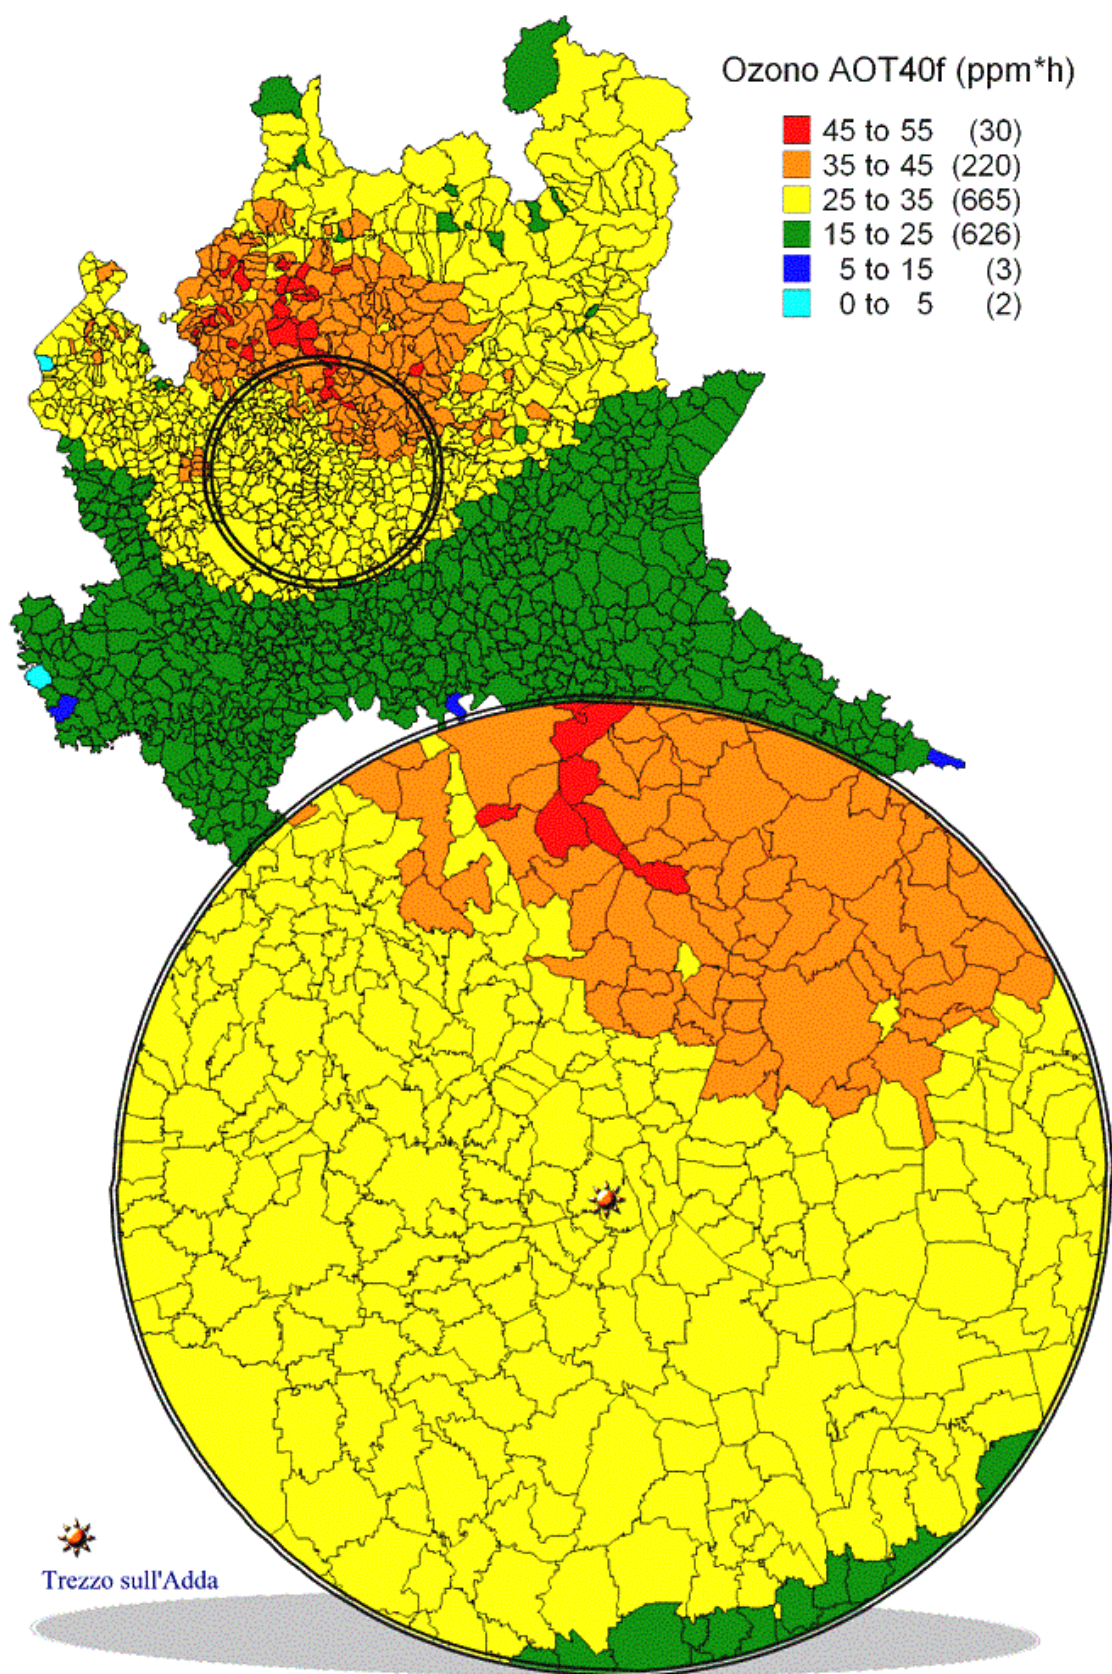 Ozono AOT40f (ppm*h)
45 to 55 (30)
35 to 45 (220)
25 to 35 (665)
15 to 25 (626)
5 to 15 (3)
0 to 5 (2)
Trezzo sull'Adda